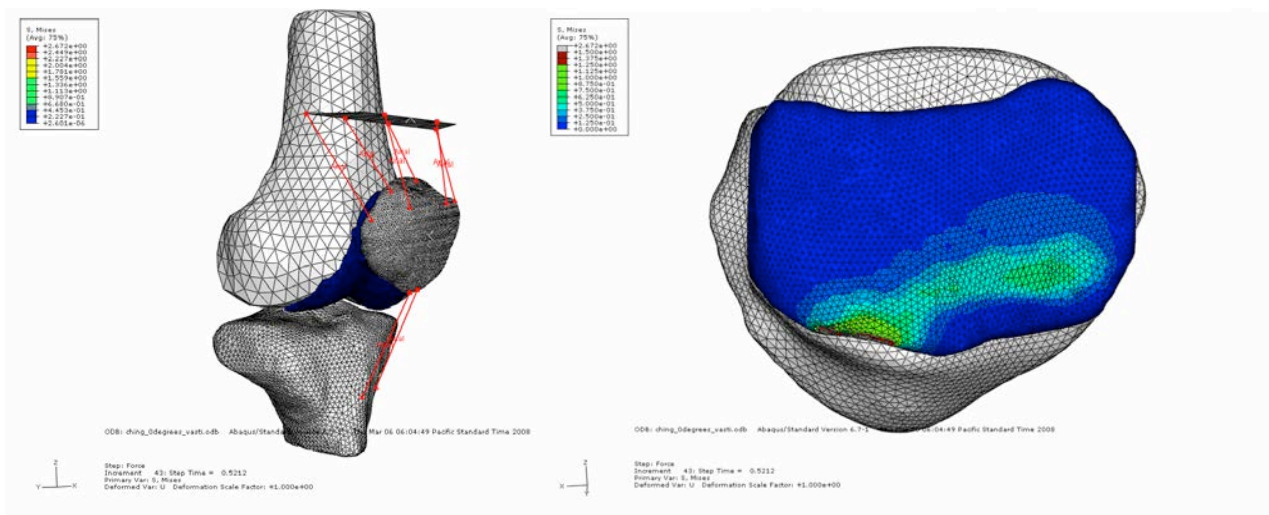 S, Mises
(Avg: 75%)
+2.672e+00
+2.449e+00
+2.227e+00
+2.004e+00
+1.781e+00
+1.559e+00
+1.336e+00
+1.113e+00
+8.907e-01
+6.680e-01
+4.453e-01
+2.227e-01
+2.681e-06
ODB: ching_0degrees_vasti.odb Abaqus/Standard Mar 06 06:04:49 Pacific Standard Time 2008
Step: Force
Increment 43: Step Time = 0.5212
Primary Var: S, Mises
Deformed Var: U Deformation Scale Factor: +1.000e+00
Z
Y
X
S, Mises
(Avg: 75%)
+2.672e+00
+1.500e+00
+1.375e+00
+1.250e+00
+1.125e+00
+1.000e+00
+8.750e-01
+7.500e-01
+6.250e-01
+5.000e-01
+3.750e-01
+2.500e-01
+1.250e-01
+0.000e+00
ODB: ching_0degrees_vasti.odb Abaqus/Standard Version 6.7-1 06:04:49 Pacific Standard Time 2008
Step: Force
Increment 43: Step Time = 0.5212
Primary Var: S, Mises
Deformed Var: U Deformation Scale Factor: +1.000e+00
Z
X